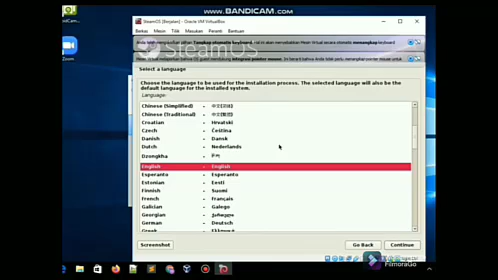 WWW.BANDICAM.COM
SteamOS [Berjalan] - Oracle VM VirtualBox
Berkas Mesin Tilik Masukan Peranti Bantuan
SteamOS
Select a language
Choose the language to be used for the installation process. The selected language will also be the
default language for the installed system.
Language:
Chinese (Simplified) - 中文(简体)
Chinese (Traditional) - 中文(繁體)
Croatian - Hrvatski
Czech - Čeština
Danish - Dansk
Dutch - Nederlands
Dzongkha -
English - English
Esperanto - Esperanto
Estonian - Eesti
Finnish - Suomi
French - Français
Galician - Galego
Georgian - ქართული
German - Deutsch
Greek - Ελληνικά
Screenshot Go Back Continue
Zoom
FilmoraGo